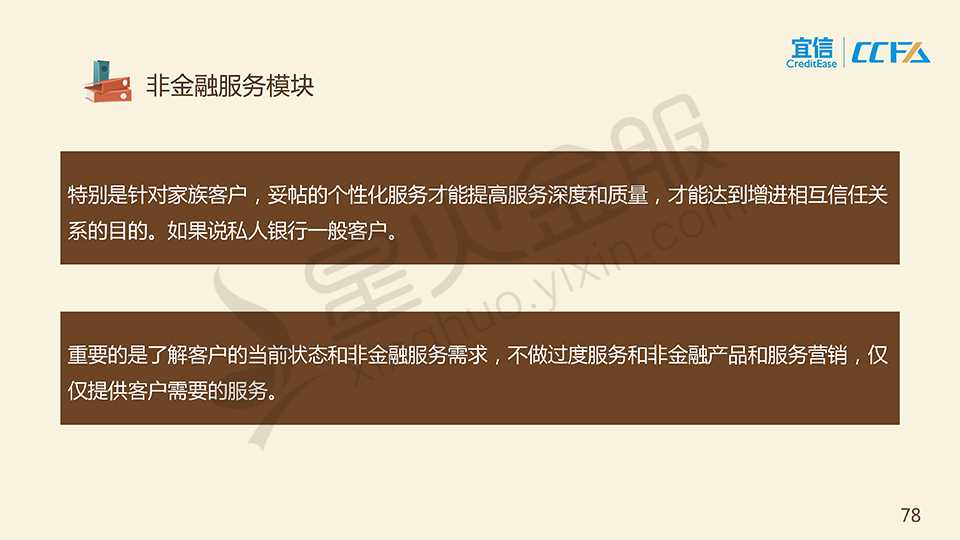 宜信
CreditEase
CCFA
非金融服务模块
特别是针对家族客户，妥帖的个性化服务才能提高服务深度和质量，才能达到增进相互信任关
系的目的。如果说私人银行一般客户。
重要的是了解客户的当前状态和非金融服务需求，不做过度服务和非金融产品和服务营销，仅
仅提供客户需要的服务。
星火金服
xinghuo.yixin.com
78